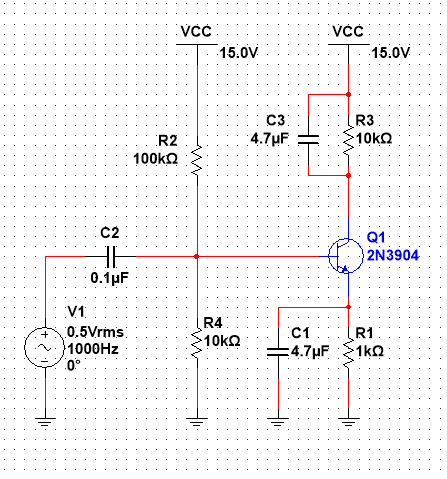 VCC
15.0V
VCC
15.0V
C3
4.7µF
R3
10kΩ
R2
100kΩ
Q1
2N3904
C2
0.1µF
V1
0.5Vrms
1000Hz
0°
R4
10kΩ
C1
4.7µF
R1
1kΩ